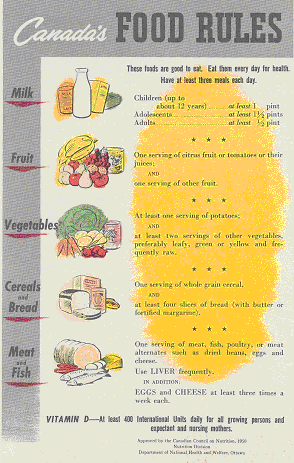 Canada's FOOD RULES
These foods are good to eat. Eat them every day for health.
Have at least three meals each day.
Milk
Children (up to
about 12 years)........at least 1 pint
Adolescents................at least 1½ pints
Adults........................at least ½ pint
Fruit
One serving of citrus fruit or tomatoes or their
juices;
AND
one serving of other fruit.
Vegetables
At least one serving of potatoes;
AND
at least two servings of other vegetables,
preferably leafy, green or yellow and fre-
quently raw.
Cereals
and
Bread
One serving of whole grain cereal,
AND
at least four slices of bread (with butter or
fortified margarine).
Meat
and
Fish
One serving of meat, fish, poultry, or meat
alternates such as dried beans, eggs and
cheese.
Use LIVER frequently.
IN ADDITION:
EGGS and CHEESE at least three times a
week each.
VITAMIN D—At least 400 International Units daily for all growing persons and
expectant and nursing mothers.
Approved by the Canadian Council on Nutrition, 1950
Nutrition Division
Department of National Health and Welfare, Ottawa